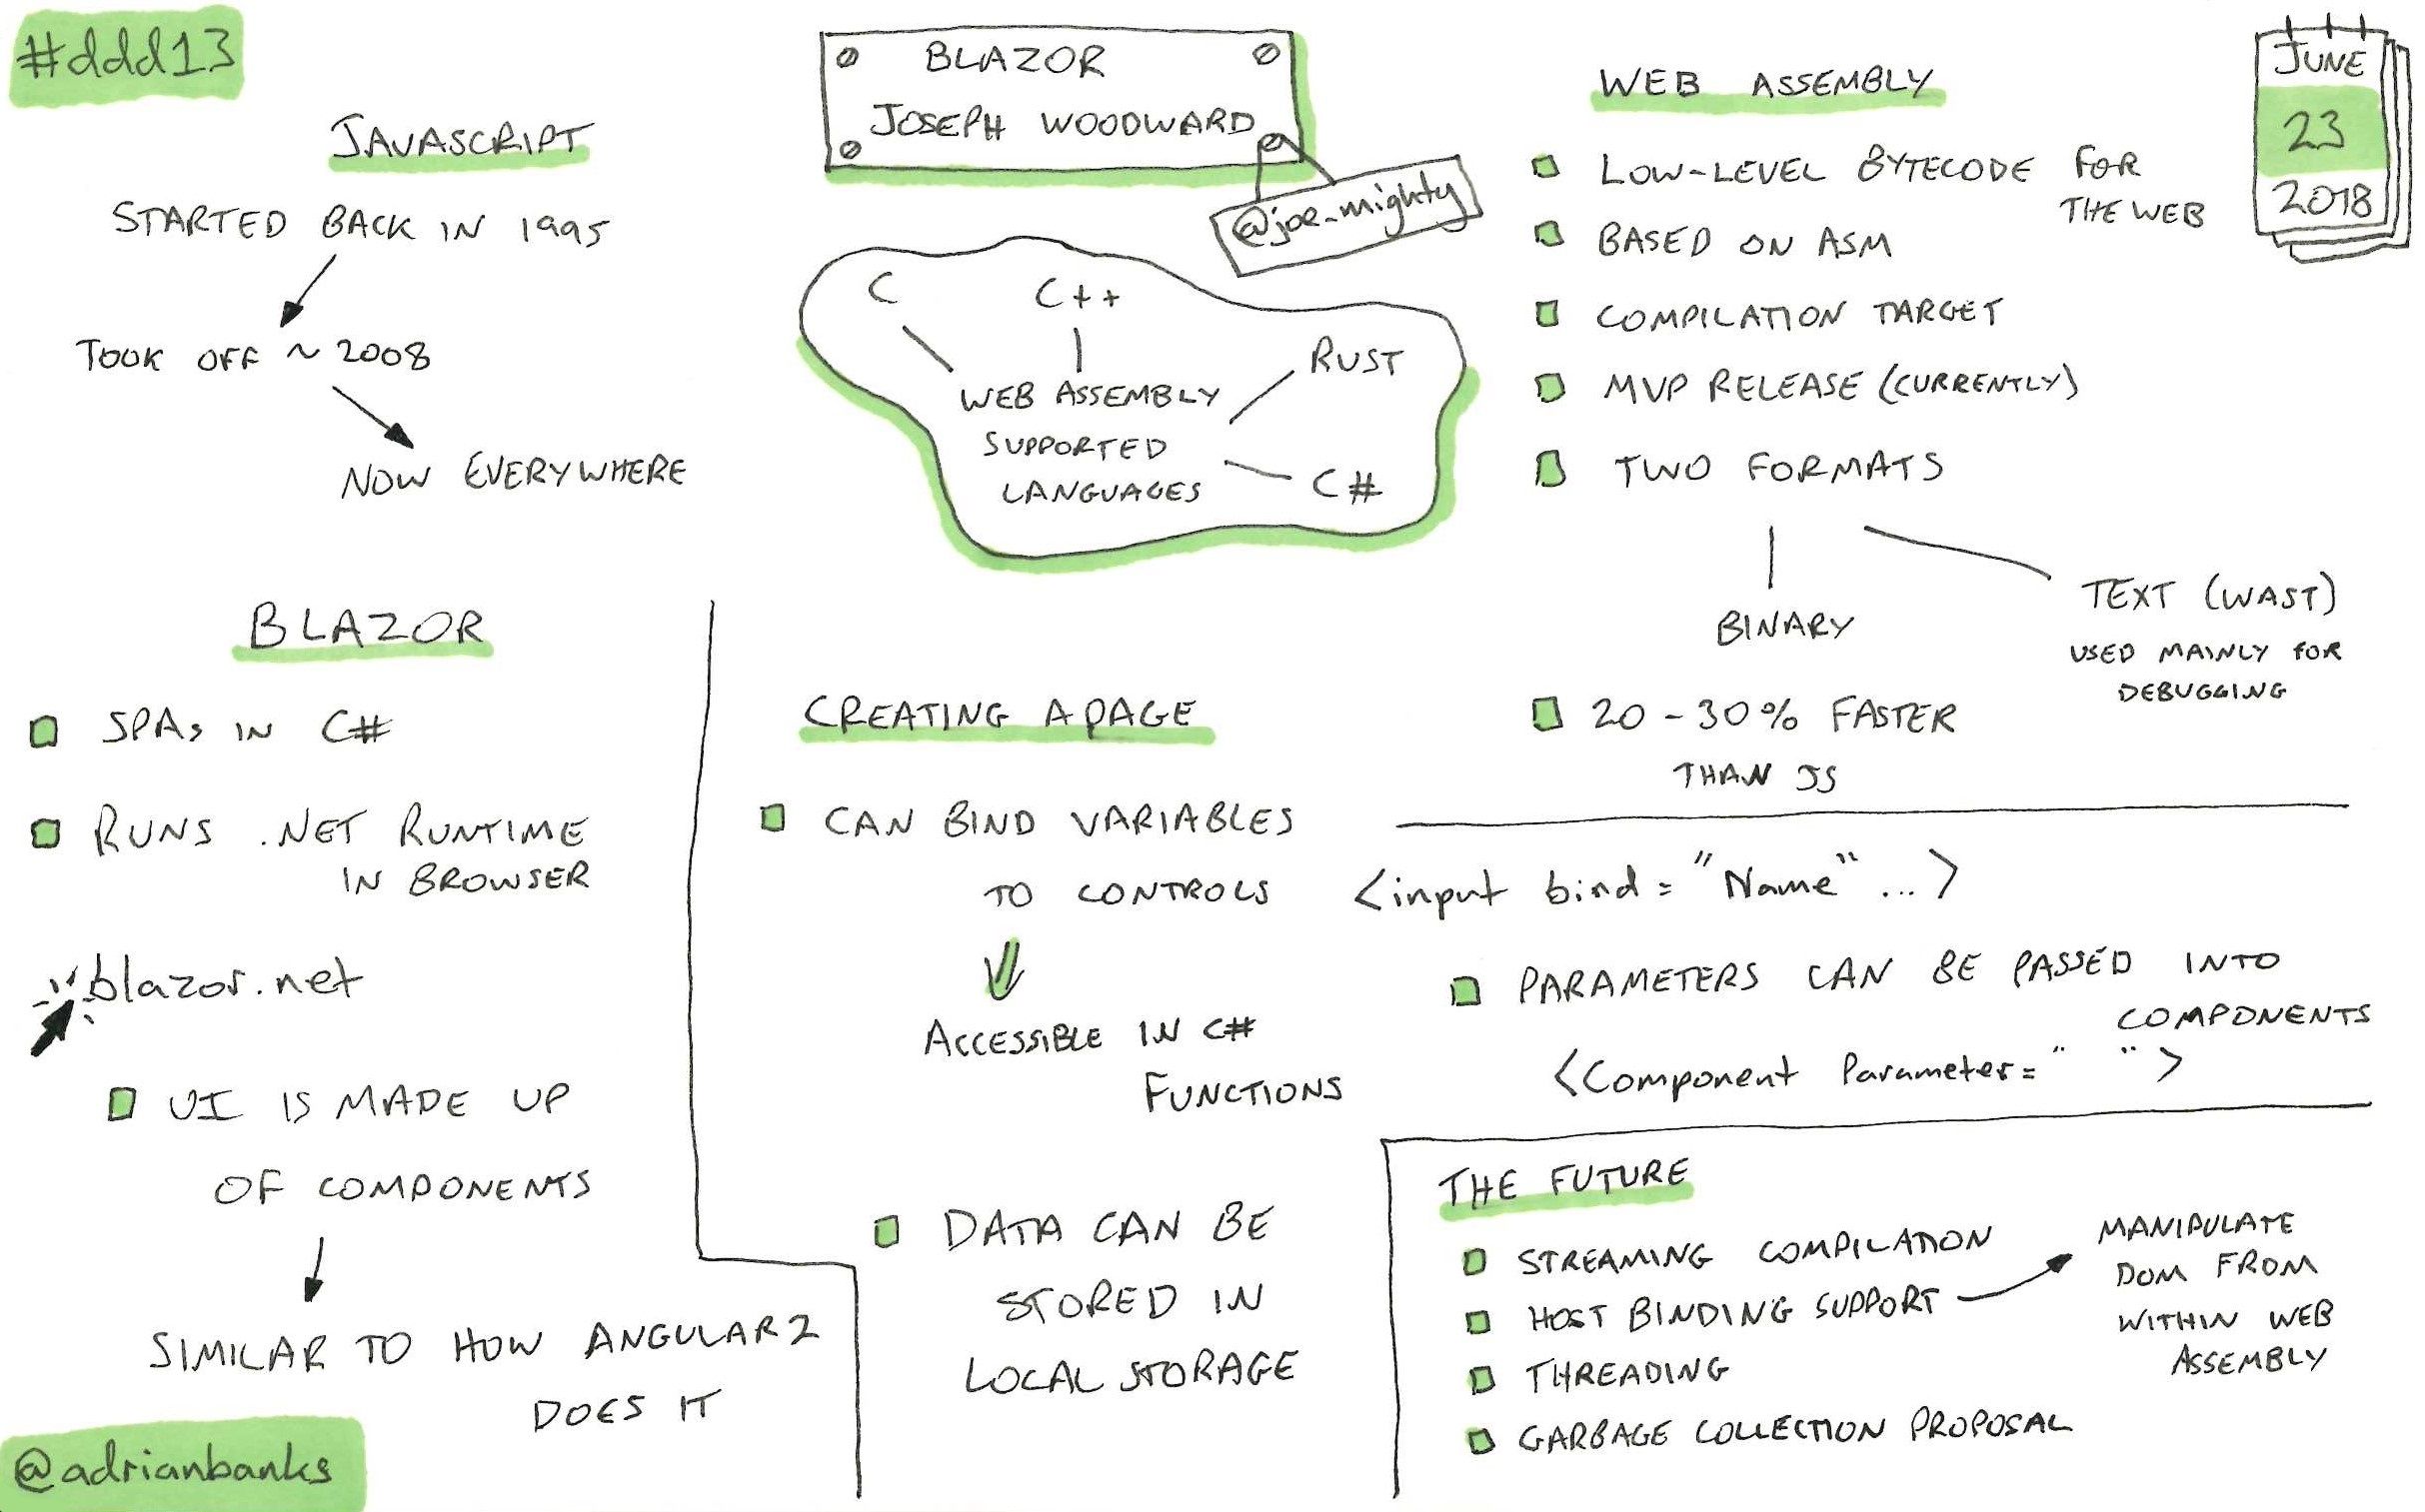 #ddd13
BLAZOR
JOSEPH WOODWARD
@joe_mighty
JUNE
23
2018
JAVASCRIPT
STARTED BACK IN 1995
TOOK OFF ~ 2008
NOW EVERYWHERE
C
C++
RUST
C#
WEB ASSEMBLY
SUPPORTED
LANGUAGES
WEB ASSEMBLY
LOW-LEVEL BYTECODE FOR
THE WEB
BASED ON ASM
COMPILATION TARGET
MVP RELEASE (CURRENTLY)
TWO FORMATS
BINARY
TEXT (WAST)
USED MAINLY FOR
DEBUGGING
20-30% FASTER
THAN JS
BLAZOR
SPAs IN C#
RUNS .NET RUNTIME
IN BROWSER
blazor.net
UI IS MADE UP
OF COMPONENTS
SIMILAR TO HOW ANGULAR2
DOES IT
CREATING A PAGE
CAN BIND VARIABLES
TO CONTROLS
<input bind="Name"...>
ACCESSIBLE IN C#
FUNCTIONS
PARAMETERS CAN BE PASSED INTO
COMPONENTS
<Component Parameter=" ">
DATA CAN BE
STORED IN
LOCAL STORAGE
THE FUTURE
STREAMING COMPILATION
HOST BINDING SUPPORT
MANIPULATE
DOM FROM
WITHIN WEB
ASSEMBLY
THREADING
GARBAGE COLLECTION PROPOSAL
@adrianbanks